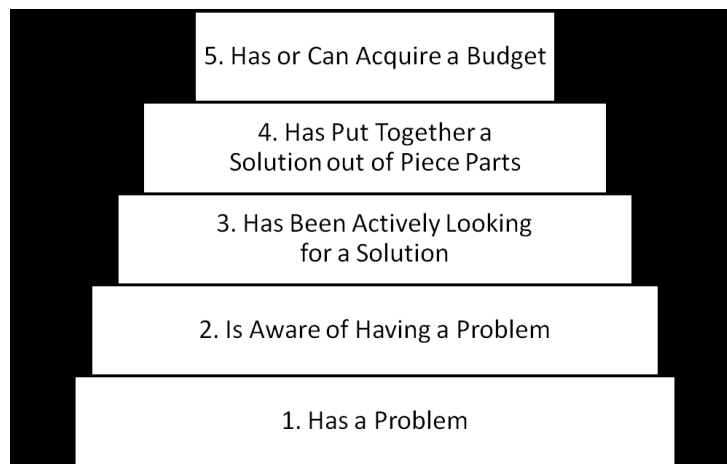 5. Has or Can Acquire a Budget
4. Has Put Together a
Solution out of Piece Parts
3. Has Been Actively Looking
for a Solution
2. Is Aware of Having a Problem
1. Has a Problem